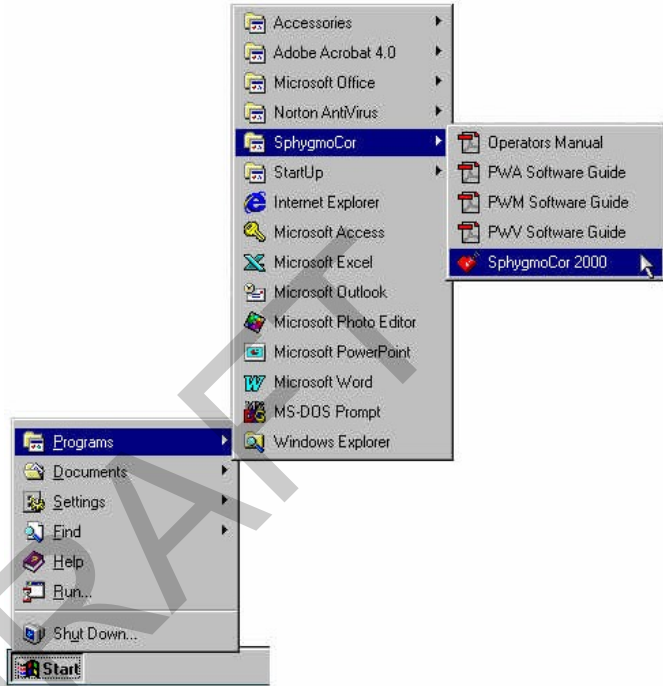 Accessories
Adobe Acrobat 4.0
Microsoft Office
Norton AntiVirus
SphygmoCor
StartUp
Internet Explorer
Microsoft Access
Microsoft Excel
Microsoft Outlook
Microsoft Photo Editor
Microsoft PowerPoint
Microsoft Word
MS-DOS Prompt
Windows Explorer
Operators Manual
PWA Software Guide
PWM Software Guide
PWV Software Guide
SphygmoCor 2000
Programs
Documents
Settings
Find
Help
Run...
Shut Down...
Start
RAFT